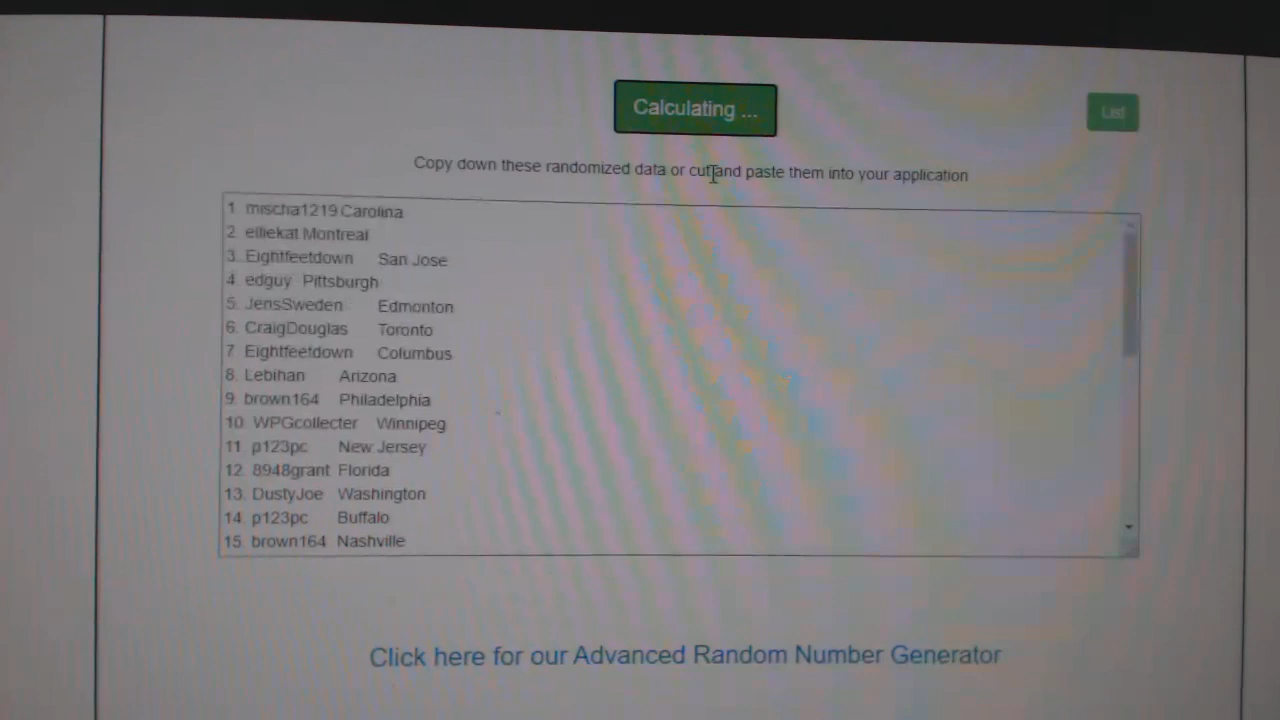 Calculating ...
List
Copy down these randomized data or cut and paste them into your application
1 mischa1219 Carolina
2 elliekat Montreal
3. Eightfeetdown San Jose
4 edguy Pittsburgh
5. JensSweden Edmonton
6. CraigDouglas Toronto
7 Eightfeetdown Columbus
8. Lebihan Arizona
9 brown164 Philadelphia
10 WPGcollecter Winnipeg
11. p123pc New Jersey
12. 8948grant Florida
13. DustyJoe Washington
14. p123pc Buffalo
15. brown164 Nashville
Click here for our Advanced Random Number Generator